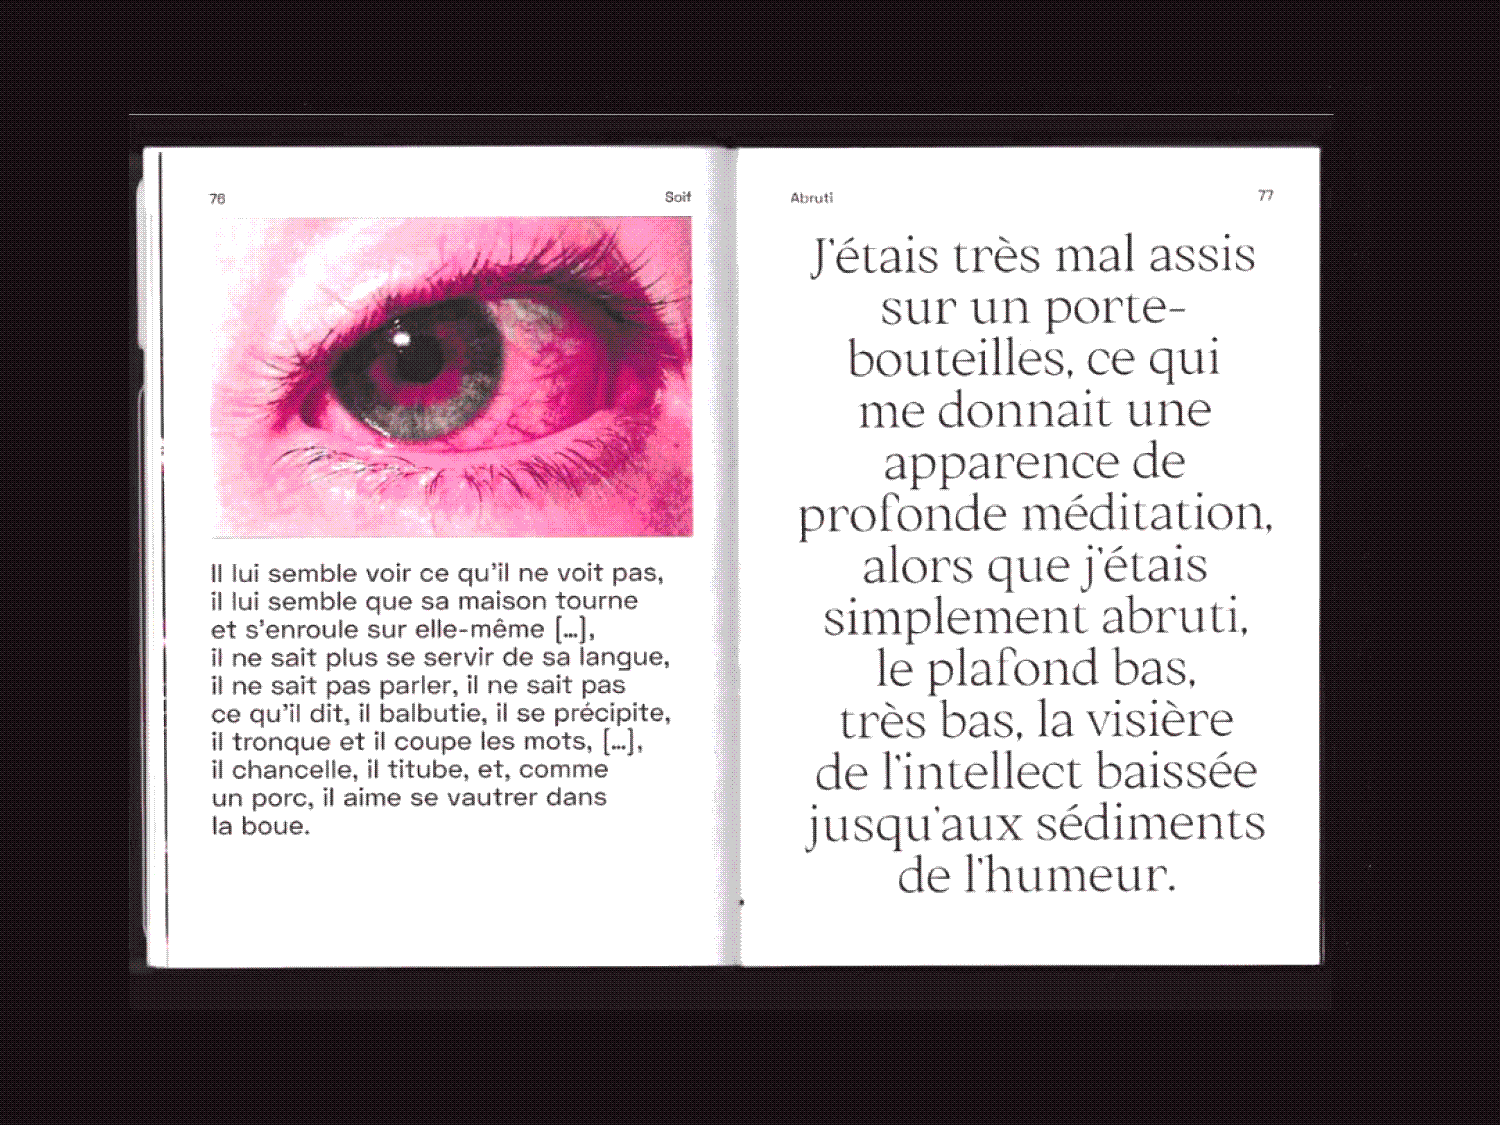 76
Soif
Il lui semble voir ce qu'il ne voit pas,
il lui semble que sa maison tourne
et s'enroule sur elle-même […],
il ne sait plus se servir de sa langue,
il ne sait pas parler, il ne sait pas
ce qu'il dit, il balbutie, il se précipite,
il tronque et il coupe les mots, […],
il chancelle, il titube, et, comme
un porc, il aime se vautrer dans
la boue.
Abruti
77
J'étais très mal assis
sur un porte-
bouteilles, ce qui
me donnait une
apparence de
profonde méditation,
alors que j'étais
simplement abruti,
le plafond bas,
très bas, la visière
de l'intellect baissée
jusqu'aux sédiments
de l'humeur.